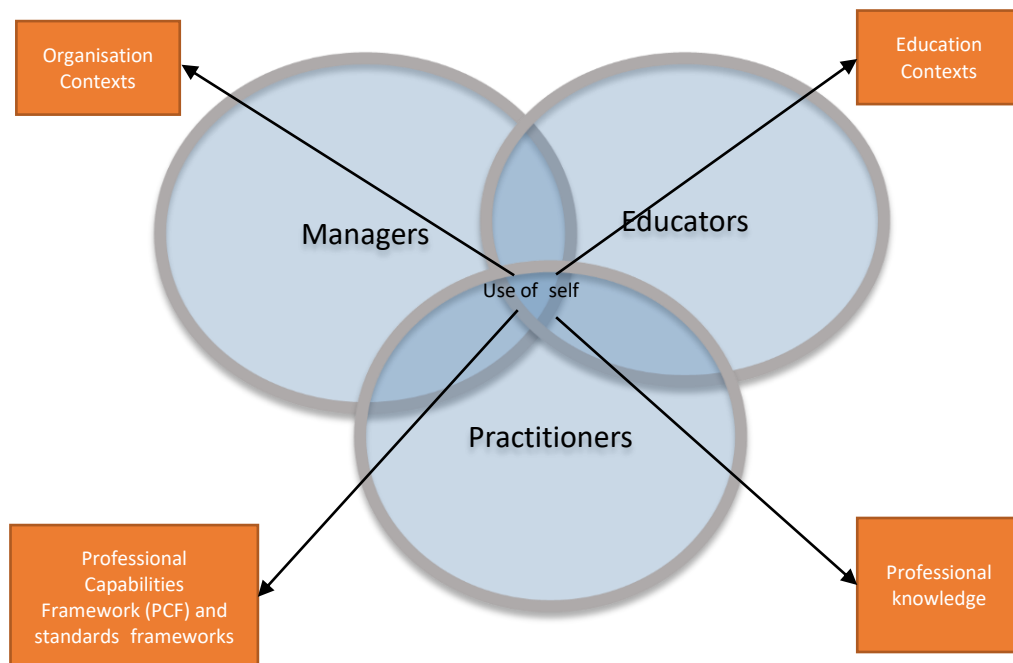 Organisation
Contexts
Education
Contexts
Managers
Educators
Use of  self
Practitioners
Professional
Capabilities
Framework (PCF) and
standards  frameworks
Professional
knowledge